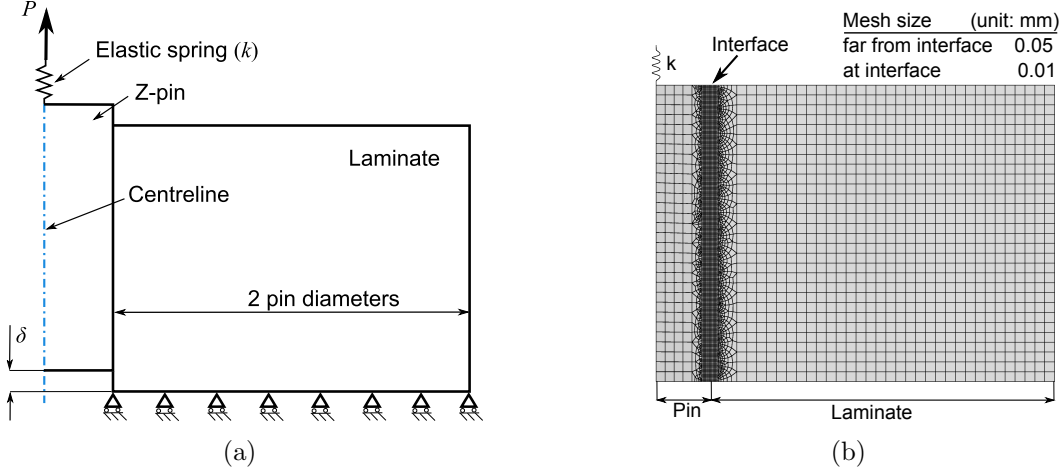 P
Elastic spring (k)
Z-pin
Laminate
Centreline
2 pin diameters
δ
(a)
Mesh size (unit: mm)
far from interface 0.05
at interface 0.01
Interface
k
Pin
Laminate
(b)